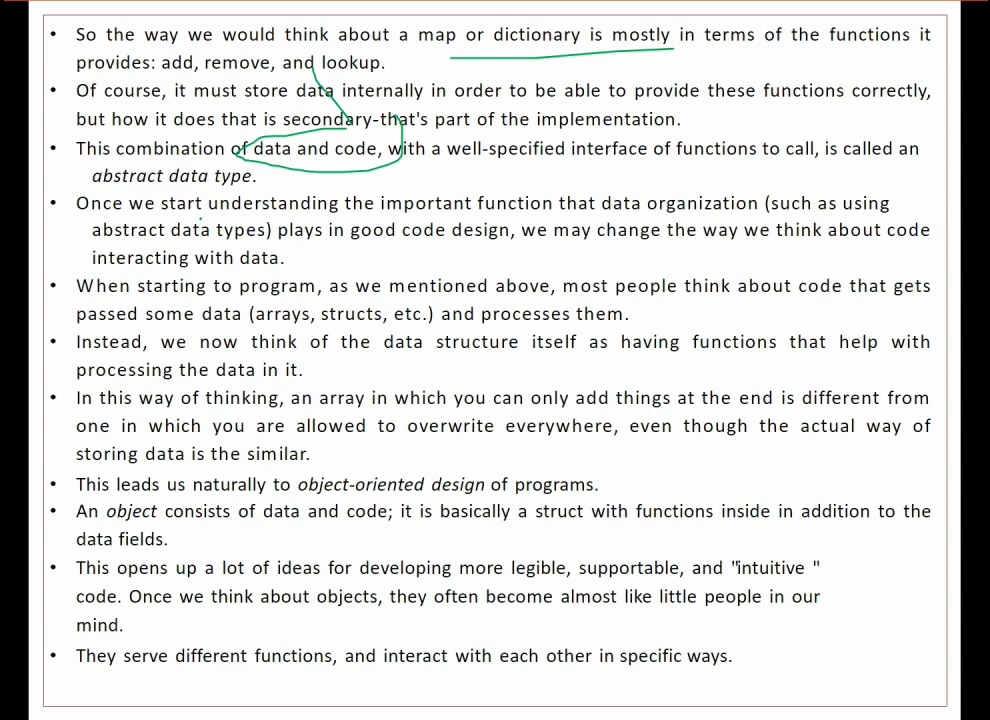 • So the way we would think about a map or dictionary is mostly in terms of the functions it
provides: add, remove, and lookup.
• Of course, it must store data internally in order to be able to provide these functions correctly,
but how it does that is secondary-that's part of the implementation.
• This combination of data and code, with a well-specified interface of functions to call, is called an
abstract data type.
• Once we start understanding the important function that data organization (such as using
abstract data types) plays in good code design, we may change the way we think about code
interacting with data.
• When starting to program, as we mentioned above, most people think about code that gets
passed some data (arrays, structs, etc.) and processes them.
• Instead, we now think of the data structure itself as having functions that help with
processing the data in it.
• In this way of thinking, an array in which you can only add things at the end is different from
one in which you are allowed to overwrite everywhere, even though the actual way of
storing data is the similar.
• This leads us naturally to object-oriented design of programs.
• An object consists of data and code; it is basically a struct with functions inside in addition to the
data fields.
• This opens up a lot of ideas for developing more legible, supportable, and "intuitive "
code. Once we think about objects, they often become almost like little people in our
mind.
• They serve different functions, and interact with each other in specific ways.